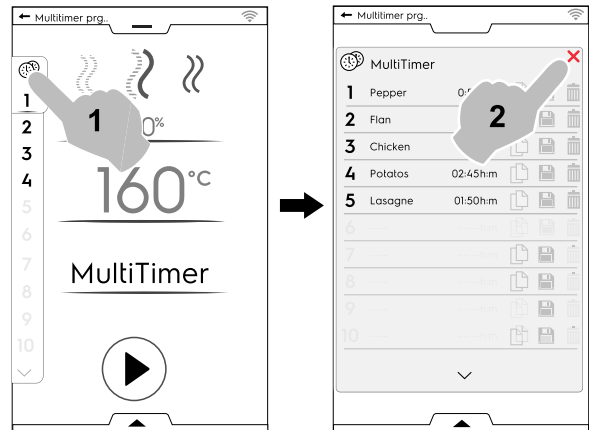 Multitimer prg..
1
2
3
4
5
6
7
8
9
10
1
%
160°C
MultiTimer
Multitimer prg..
MultiTimer
2
1 Pepper
2 Flan
3 Chicken
4 Potatos 02:45h:m
5 Lasagne 01:50h:m
6
7
8
9
10